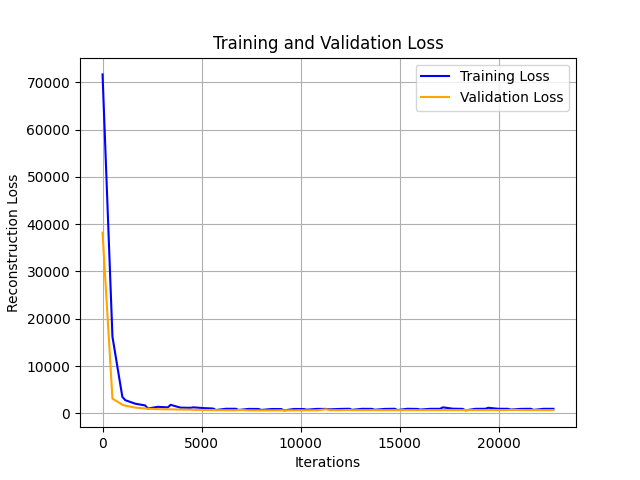 Training and Validation Loss
Training Loss
Validation Loss
Reconstruction Loss
70000
60000
50000
40000
30000
20000
10000
0
0 5000 10000 15000 20000
Iterations